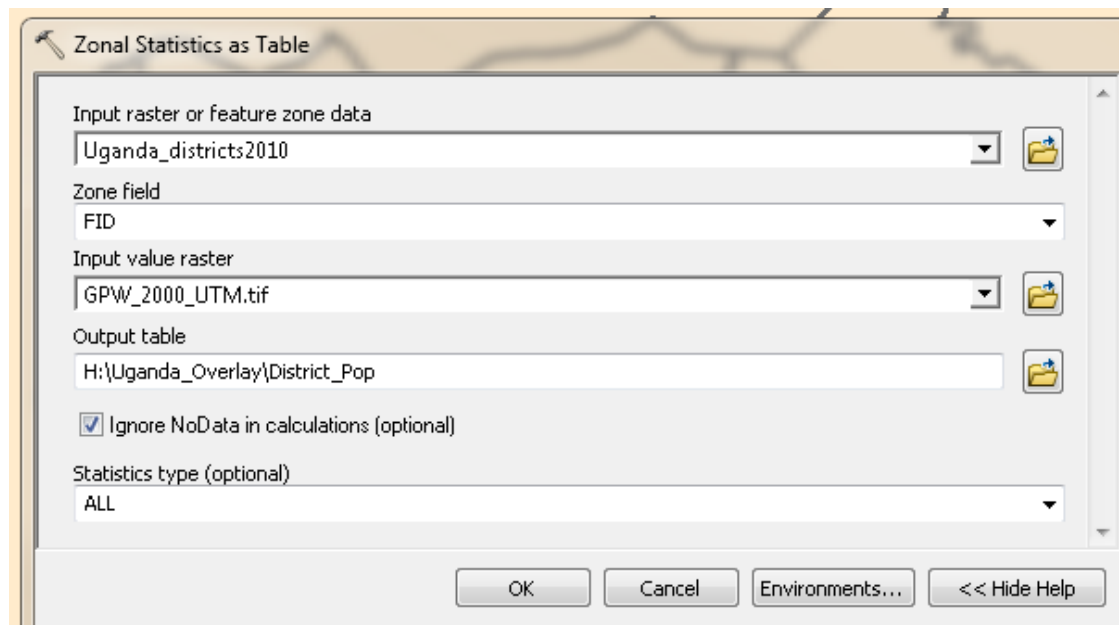 Zonal Statistics as Table
Input raster or feature zone data
Uganda_districts2010
Zone field
FID
Input value raster
GPW_2000_UTM.tif
Output table
H:\Uganda_Overlay\District_Pop
Ignore NoData in calculations (optional)
Statistics type (optional)
ALL
OK Cancel Environments... << Hide Help